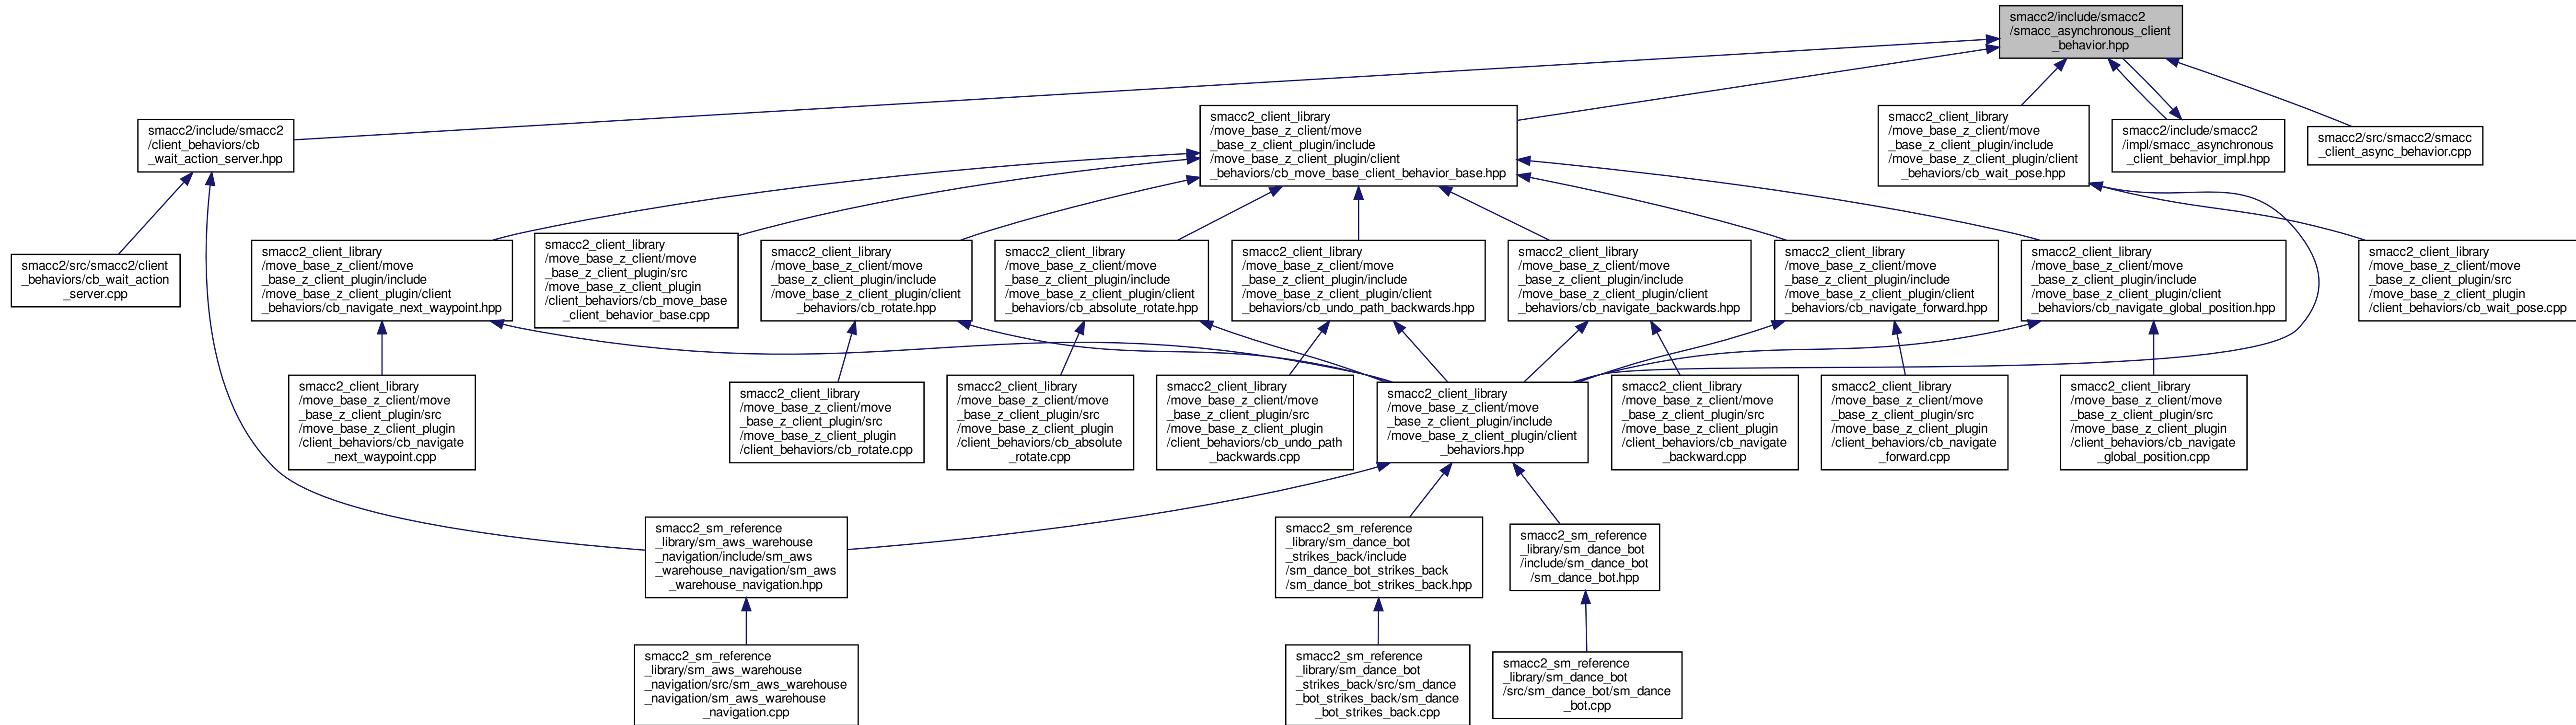 smacc2/include/smacc2
/smacc_asynchronous_client
_behavior.hpp
smacc2/include/smacc2
/client_behaviors/cb
_wait_action_server.hpp
smacc2_client_library
/move_base_z_client/move
_base_z_client_plugin/include
/move_base_z_client_plugin/client
_behaviors/cb_move_base_client_behavior_base.hpp
smacc2_client_library
/move_base_z_client/move
_base_z_client_plugin/include
/move_base_z_client_plugin/client
_behaviors/cb_wait_pose.hpp
smacc2/include/smacc2
/impl/smacc_asynchronous
_client_behavior_impl.hpp
smacc2/src/smacc2/smacc
_client_async_behavior.cpp
smacc2/src/smacc2/client
_behaviors/cb_wait_action
_server.cpp
smacc2_client_library
/move_base_z_client/move
_base_z_client_plugin/include
/move_base_z_client_plugin/client
_behaviors/cb_navigate_next_waypoint.hpp
smacc2_client_library
/move_base_z_client/move
_base_z_client_plugin/src
/move_base_z_client_plugin
/client_behaviors/cb_move_base
_client_behavior_base.cpp
smacc2_client_library
/move_base_z_client/move
_base_z_client_plugin/include
/move_base_z_client_plugin/client
_behaviors/cb_rotate.hpp
smacc2_client_library
/move_base_z_client/move
_base_z_client_plugin/include
/move_base_z_client_plugin/client
_behaviors/cb_absolute_rotate.hpp
smacc2_client_library
/move_base_z_client/move
_base_z_client_plugin/include
/move_base_z_client_plugin/client
_behaviors/cb_undo_path_backwards.hpp
smacc2_client_library
/move_base_z_client/move
_base_z_client_plugin/include
/move_base_z_client_plugin/client
_behaviors/cb_navigate_backwards.hpp
smacc2_client_library
/move_base_z_client/move
_base_z_client_plugin/include
/move_base_z_client_plugin/client
_behaviors/cb_navigate_forward.hpp
smacc2_client_library
/move_base_z_client/move
_base_z_client_plugin/include
/move_base_z_client_plugin/client
_behaviors/cb_navigate_global_position.hpp
smacc2_client_library
/move_base_z_client/move
_base_z_client_plugin/src
/move_base_z_client_plugin
/client_behaviors/cb_wait_pose.cpp
smacc2_client_library
/move_base_z_client/move
_base_z_client_plugin/src
/move_base_z_client_plugin
/client_behaviors/cb_navigate
_next_waypoint.cpp
smacc2_client_library
/move_base_z_client/move
_base_z_client_plugin/src
/move_base_z_client_plugin
/client_behaviors/cb_rotate.cpp
smacc2_client_library
/move_base_z_client/move
_base_z_client_plugin/src
/move_base_z_client_plugin
/client_behaviors/cb_absolute
_rotate.cpp
smacc2_client_library
/move_base_z_client/move
_base_z_client_plugin/src
/move_base_z_client_plugin
/client_behaviors/cb_undo_path
_backwards.cpp
smacc2_client_library
/move_base_z_client/move
_base_z_client_plugin/include
/move_base_z_client_plugin/client
_behaviors.hpp
smacc2_client_library
/move_base_z_client/move
_base_z_client_plugin/src
/move_base_z_client_plugin
/client_behaviors/cb_navigate
_backward.cpp
smacc2_client_library
/move_base_z_client/move
_base_z_client_plugin/src
/move_base_z_client_plugin
/client_behaviors/cb_navigate
_forward.cpp
smacc2_client_library
/move_base_z_client/move
_base_z_client_plugin/src
/move_base_z_client_plugin
/client_behaviors/cb_navigate
_global_position.cpp
smacc2_sm_reference
_library/sm_aws_warehouse
_navigation/include/sm_aws
_warehouse_navigation/sm_aws
_warehouse_navigation.hpp
smacc2_sm_reference
_library/sm_dance_bot
_strikes_back/include
/sm_dance_bot_strikes_back
/sm_dance_bot_strikes_back.hpp
smacc2_sm_reference
_library/sm_dance_bot
/include/sm_dance_bot
/sm_dance_bot.hpp
smacc2_sm_reference
_library/sm_aws_warehouse
_navigation/src/sm_aws_warehouse
_navigation/sm_aws_warehouse
_navigation.cpp
smacc2_sm_reference
_library/sm_dance_bot
_strikes_back/src/sm_dance
_bot_strikes_back/sm_dance
_bot_strikes_back.cpp
smacc2_sm_reference
_library/sm_dance_bot
/src/sm_dance_bot/sm_dance
_bot.cpp